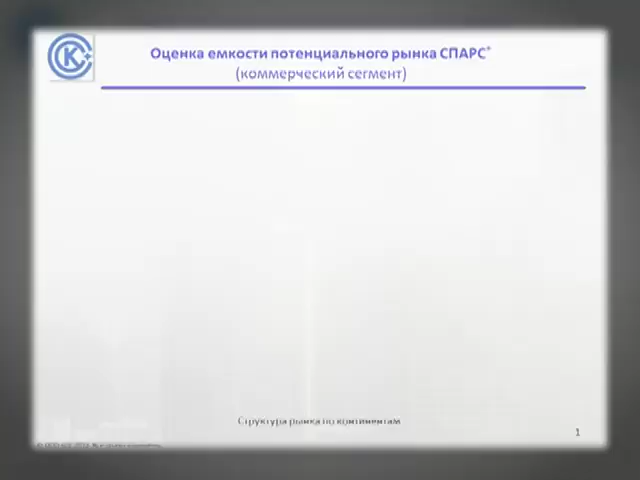 Оценка емкости потенциального рынка СПАРС*
(коммерческий сегмент)
Структура рынка по континентам
1